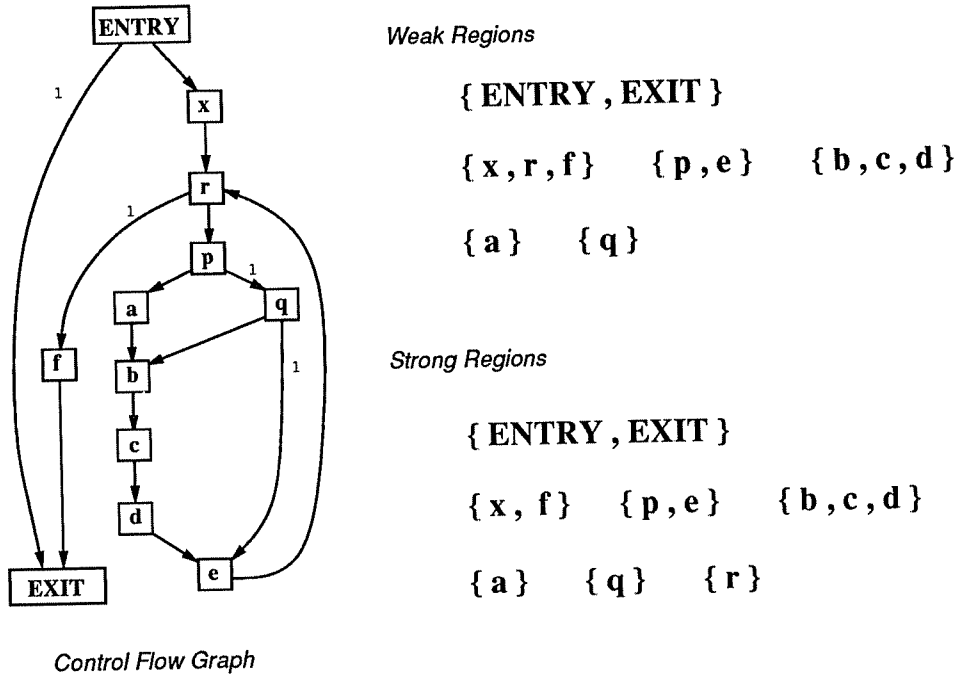 ENTRY
1
x
r
1
p
1
a
q
f
b
1
c
d
e
EXIT
Control Flow Graph
Weak Regions
{ ENTRY , EXIT }
{ x , r , f } { p , e } { b , c , d }
{ a } { q }
Strong Regions
{ ENTRY , EXIT }
{ x , f } { p , e } { b , c , d }
{ a } { q } { r }